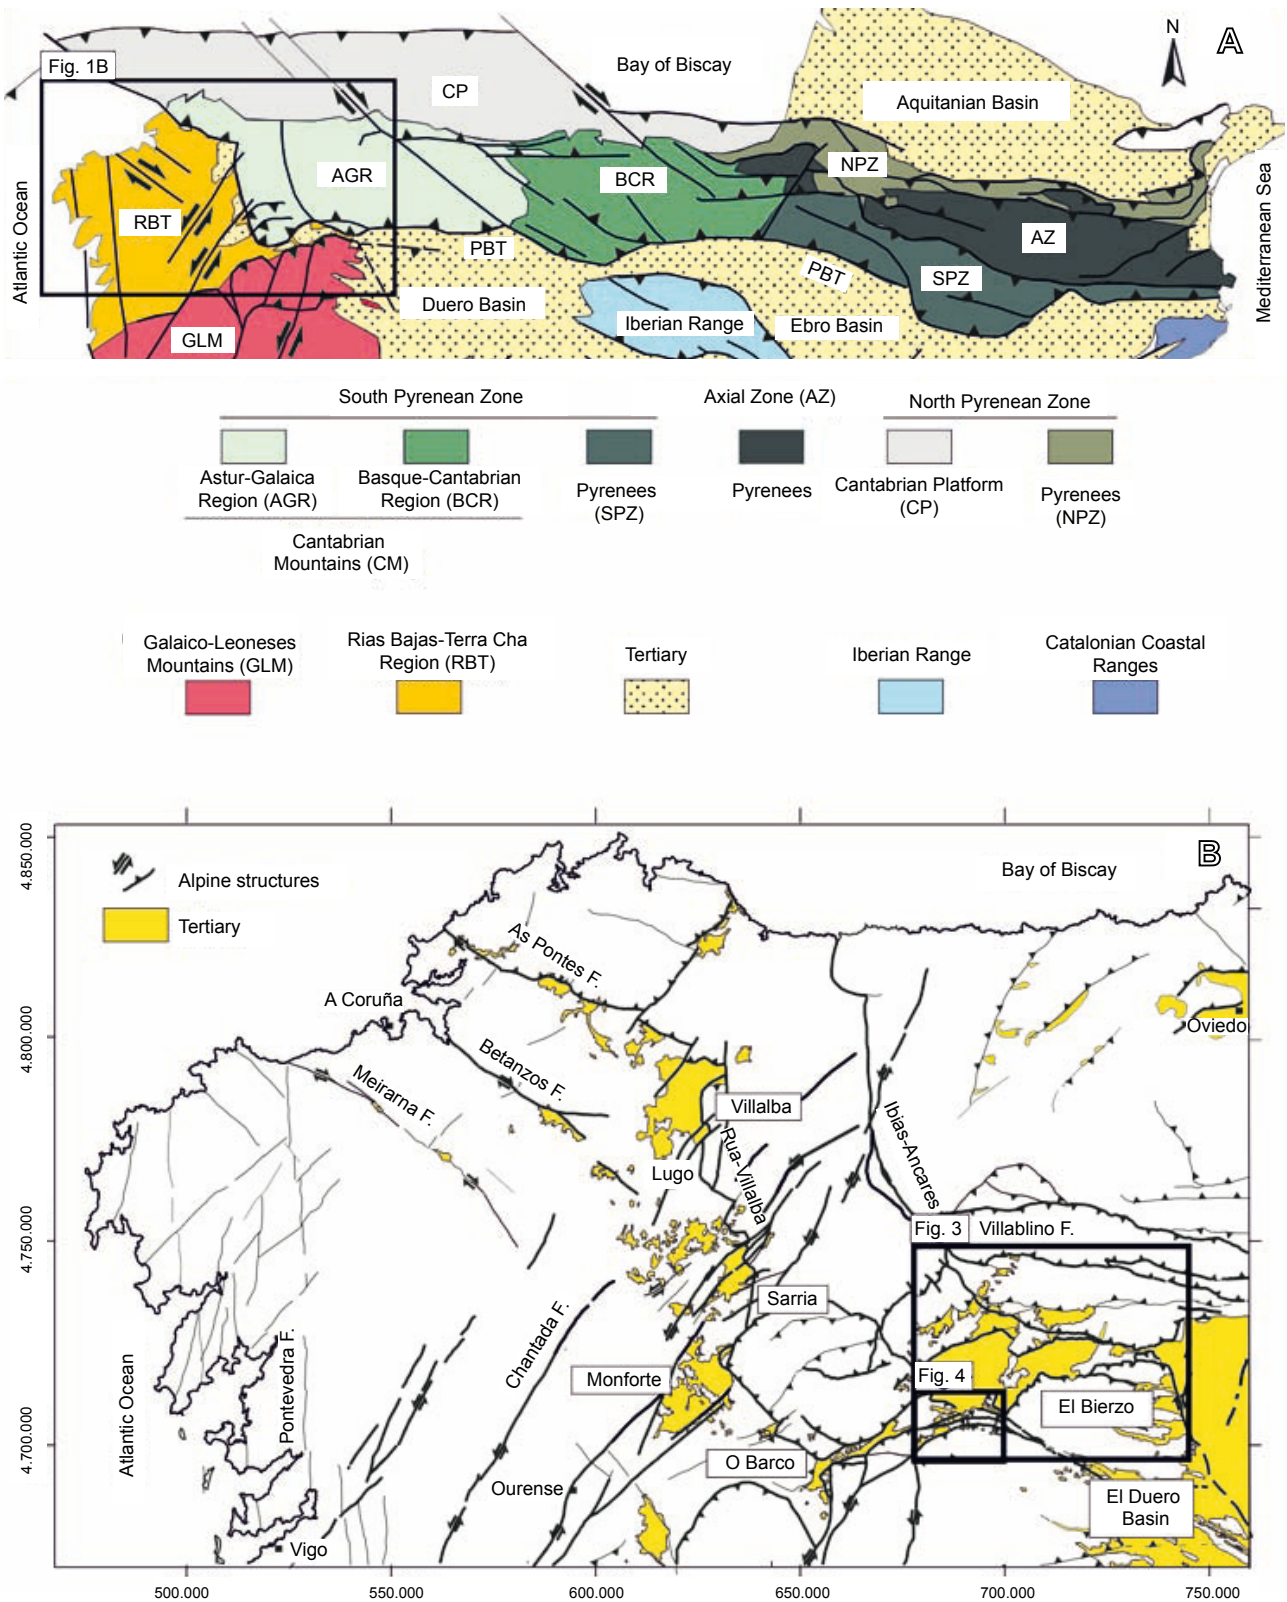 N
A
Fig. 1B
Bay of Biscay
CP
Aquitanian Basin
NPZ
AGR
BCR
RBT
AZ
PBT
PBT
SPZ
Duero Basin
Iberian Range
Ebro Basin
GLM
Atlantic Ocean
Mediterranean Sea
South Pyrenean Zone
Axial Zone (AZ)
North Pyrenean Zone
Astur-Galaica
Region (AGR)
Basque-Cantabrian
Region (BCR)
Pyrenees
(SPZ)
Pyrenees
Cantabrian Platform
(CP)
Pyrenees
(NPZ)
Cantabrian
Mountains (CM)
Galaico-Leoneses
Mountains (GLM)
Rias Bajas-Terra Cha
Region (RBT)
Tertiary
Iberian Range
Catalonian Coastal
Ranges
B
Bay of Biscay
Alpine structures
Tertiary
As Pontes F.
A Coruña
Oviedo
Betanzos F.
Meirarna F.
Villalba
Ibias-Ancares
Rua-Villalba
Lugo
Fig. 3
Villablino F.
Sarria
Chantada F.
Pontevedra F.
Monforte
Fig. 4
El Bierzo
Atlantic Ocean
O Barco
Ourense
El Duero
Basin
Vigo
4.850.000
4.800.000
4.750.000
4.700.000
500.000
550.000
600.000
650.000
700.000
750.000